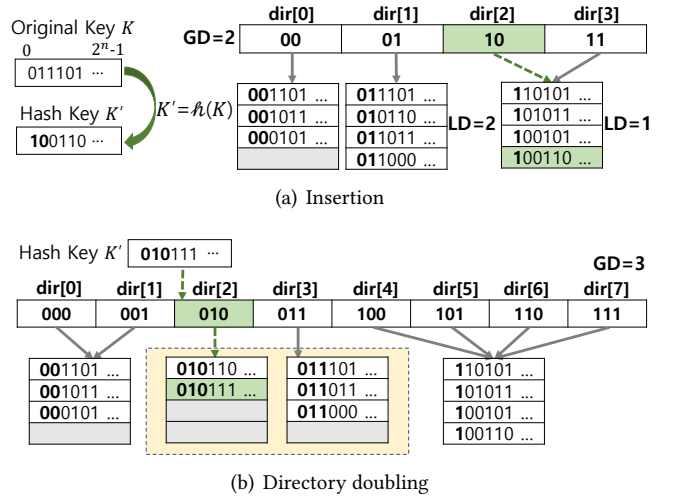 Original Key K
0 2ⁿ-1
011101 ···
Hash Key K'
100110 ···
K'=h(K)
dir[0] dir[1] dir[2] dir[3]
GD=2 00 01 10 11
001101 ...
001011 ...
000101 ...
011101 ...
010110 ...
011011 ...
011000 ...
LD=2
110101 ...
101011 ...
100101 ...
100110 ...
LD=1
(a) Insertion
Hash Key K' 010111 ···
GD=3
dir[0] dir[1] dir[2] dir[3] dir[4] dir[5] dir[6] dir[7]
000 001 010 011 100 101 110 111
001101 ...
001011 ...
000101 ...
010110 ...
010111 ...
011101 ...
011011 ...
011000 ...
110101 ...
101011 ...
100101 ...
100110 ...
(b) Directory doubling